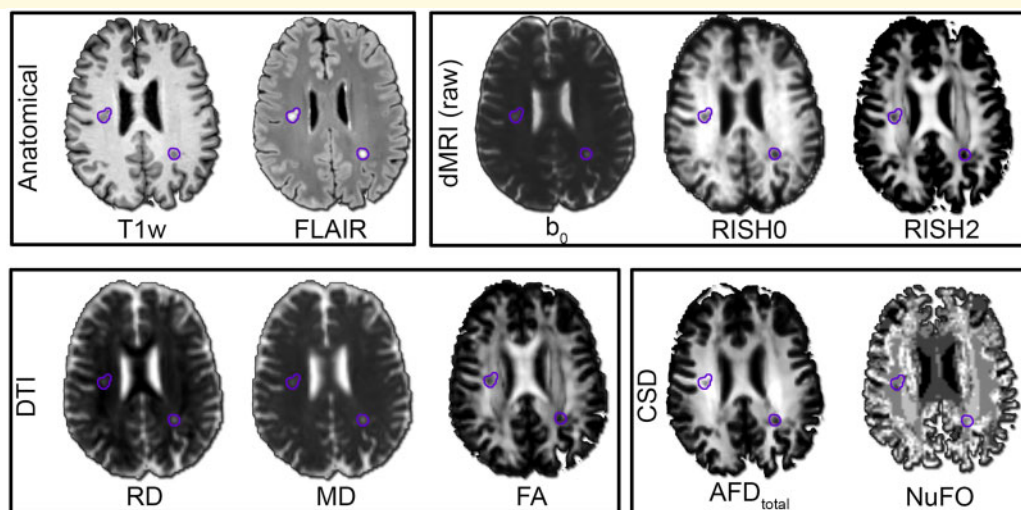 Anatomical
T1w
FLAIR
dMRI (raw)
b₀
RISH0
RISH2
DTI
RD
MD
FA
CSD
AFDtotal
NuFO